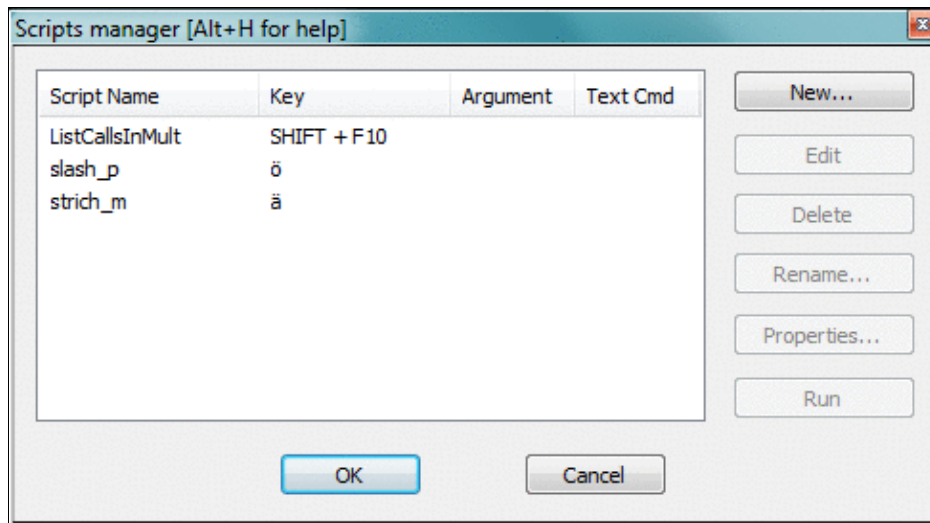 Scripts manager [Alt+H for help]
Script Name Key Argument Text Cmd
ListCallsInMult SHIFT + F10
slash_p ö
strich_m ä
New...
Edit
Delete
Rename...
Properties...
Run
OK Cancel